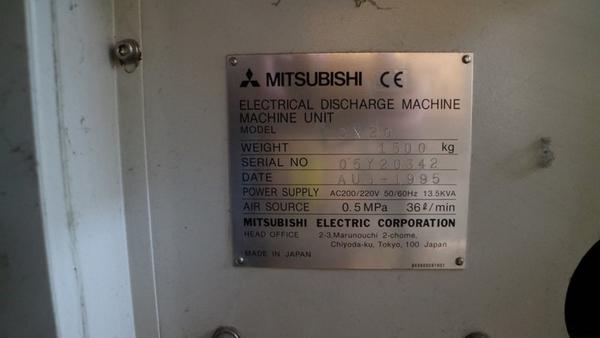 MITSUBISHI CE
ELECTRICAL DISCHARGE MACHINE
MACHINE UNIT
MODEL
WEIGHT 1500 kg
SERIAL NO 05Y20342
DATE AUG-1995
POWER SUPPLY AC200/220V 50/60Hz 13.5KVA
AIR SOURCE 0.5MPa 36ℓ/min
MITSUBISHI ELECTRIC CORPORATION
HEAD OFFICE 2-3.Marunouchi 2-chome.
Chiyoda-ku, Tokyo, 100 Japan
MADE IN JAPAN